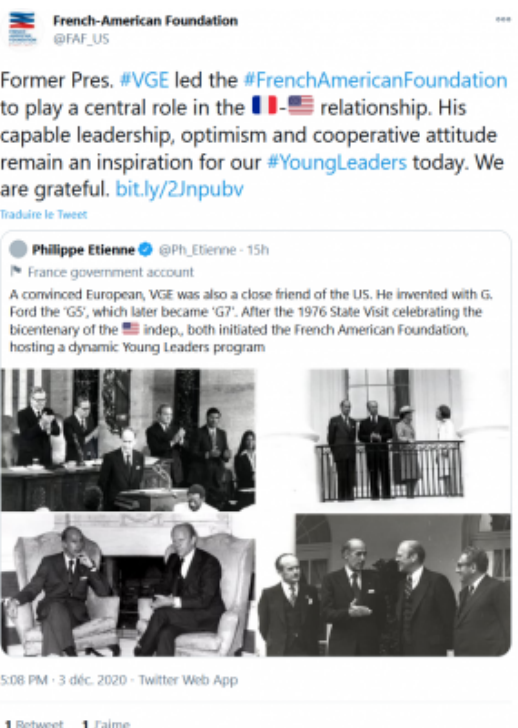 French-American Foundation
@FAF_US
Former Pres. #VGE led the #FrenchAmericanFoundation
to play a central role in the 🇫🇷-🇺🇸 relationship. His
capable leadership, optimism and cooperative attitude
remain an inspiration for our #YoungLeaders today. We
are grateful. bit.ly/2Jnpubv
Traduire le Tweet
Philippe Etienne @Ph_Etienne · 15h
France government account
A convinced European, VGE was also a close friend of the US. He invented with G.
Ford the 'G5', which later became 'G7'. After the 1976 State Visit celebrating the
bicentenary of the 🇺🇸 indep., both initiated the French American Foundation,
hosting a dynamic Young Leaders program
5:08 PM · 3 déc. 2020 · Twitter Web App
1 Retweet 1 J'aime